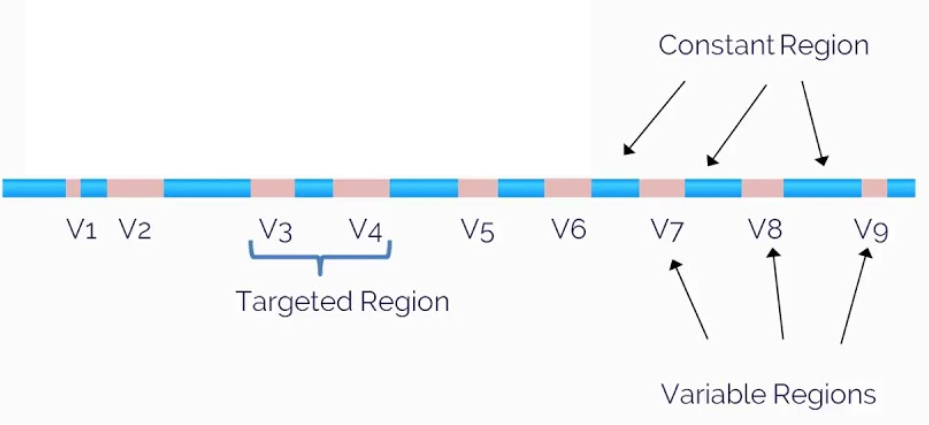 Constant Region
V1 V2 V3 V4 V5 V6 V7 V8 V9
Targeted Region
Variable Regions